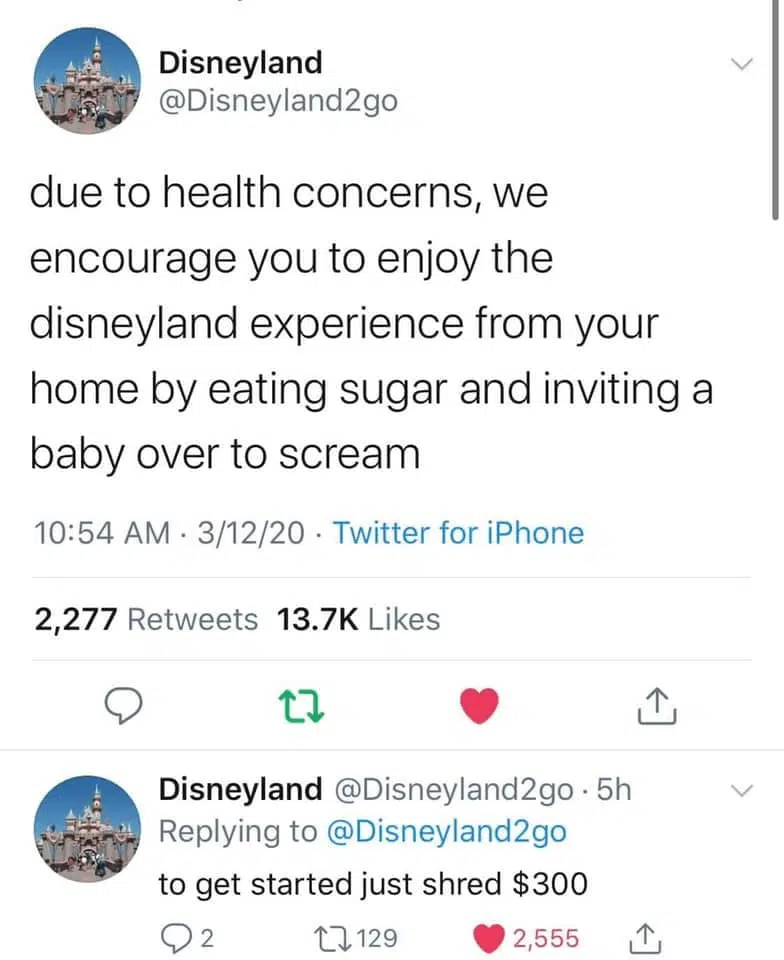 Disneyland
@Disneyland2go
due to health concerns, we
encourage you to enjoy the
disneyland experience from your
home by eating sugar and inviting a
baby over to scream
10:54 AM · 3/12/20 · Twitter for iPhone
2,277 Retweets 13.7K Likes
Disneyland @Disneyland2go · 5h
Replying to @Disneyland2go
to get started just shred $300
2 129 2,555